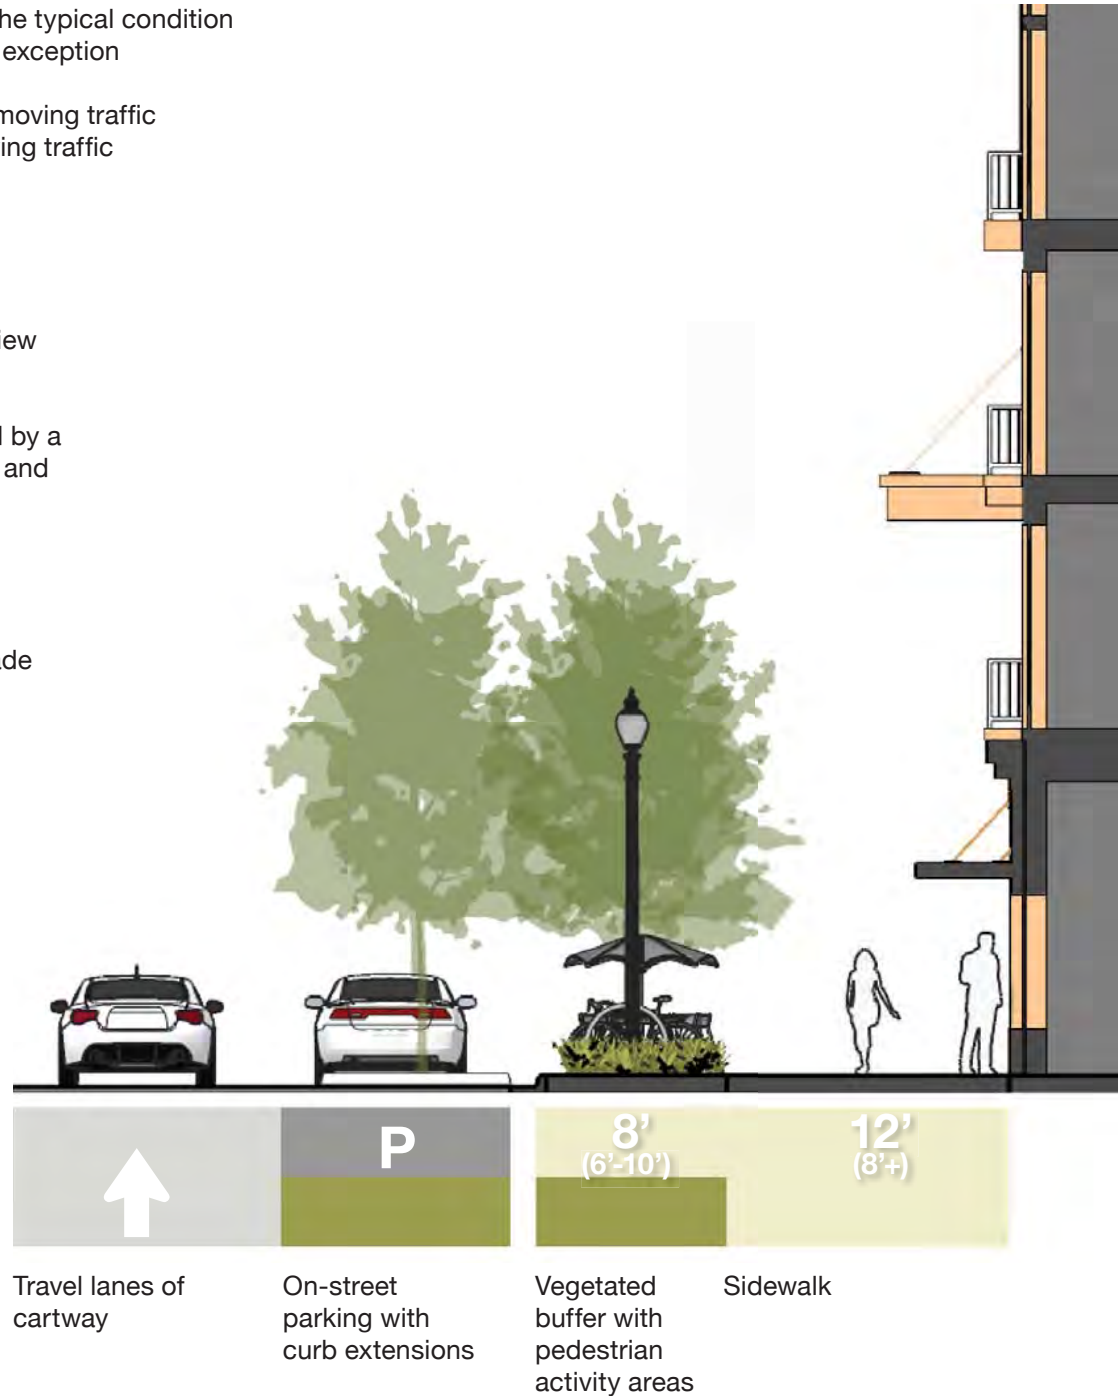 he typical condition
exception
moving traffic
ing traffic
iew
by a
and
ade
P
8’
(6’-10’)
12’
(8’+)
Travel lanes of
cartway
On-street
parking with
curb extensions
Vegetated
buffer with
pedestrian
activity areas
Sidewalk